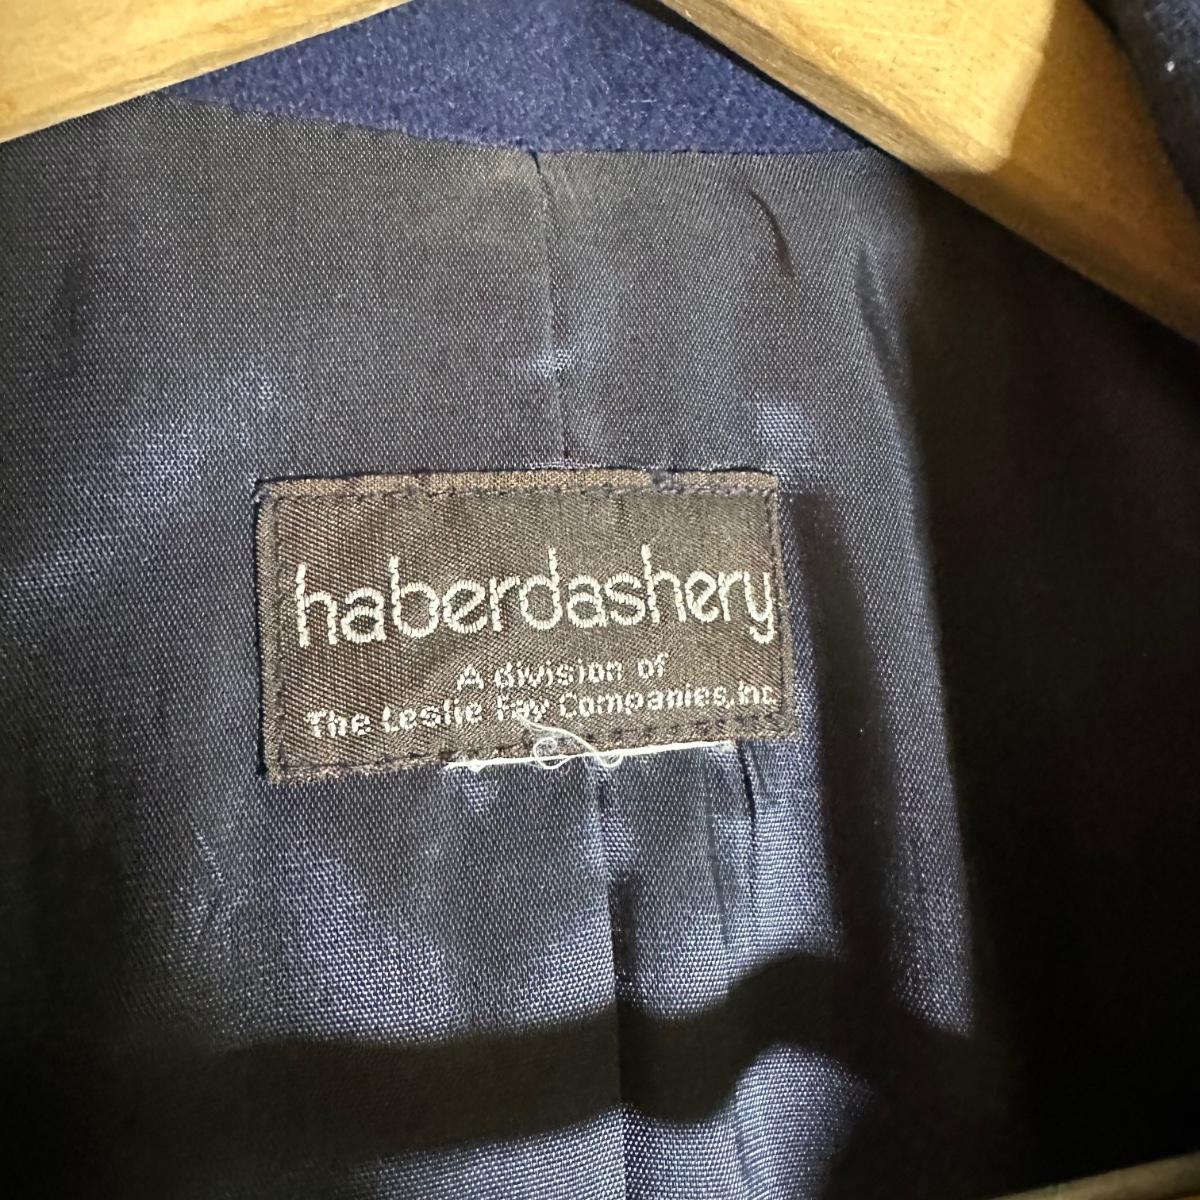 haberdashery
A division of
The Leslie Fay Companies, Inc